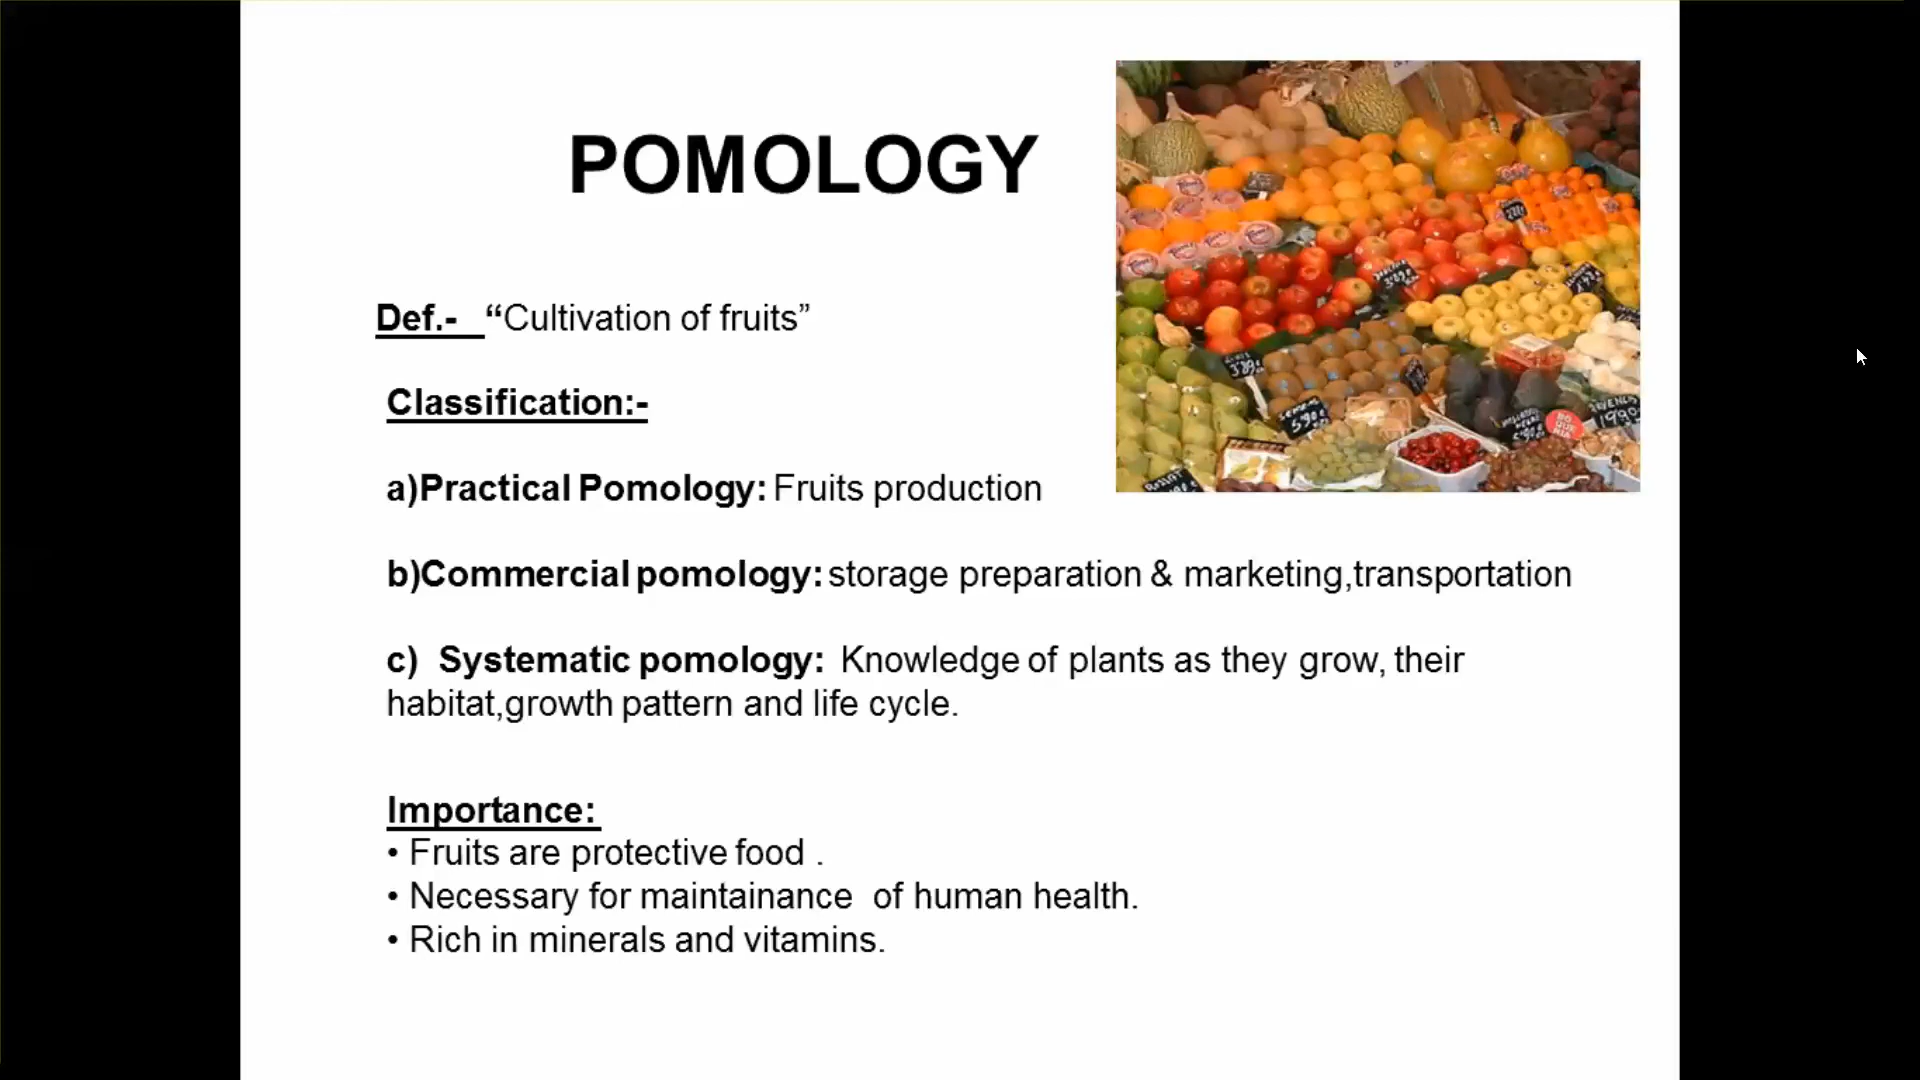 POMOLOGY
Def.- “Cultivation of fruits”
Classification:-
a)Practical Pomology: Fruits production
b)Commercial pomology: storage preparation & marketing,transportation
c) Systematic pomology: Knowledge of plants as they grow, their
habitat,growth pattern and life cycle.
Importance:
• Fruits are protective food .
• Necessary for maintainance of human health.
• Rich in minerals and vitamins.